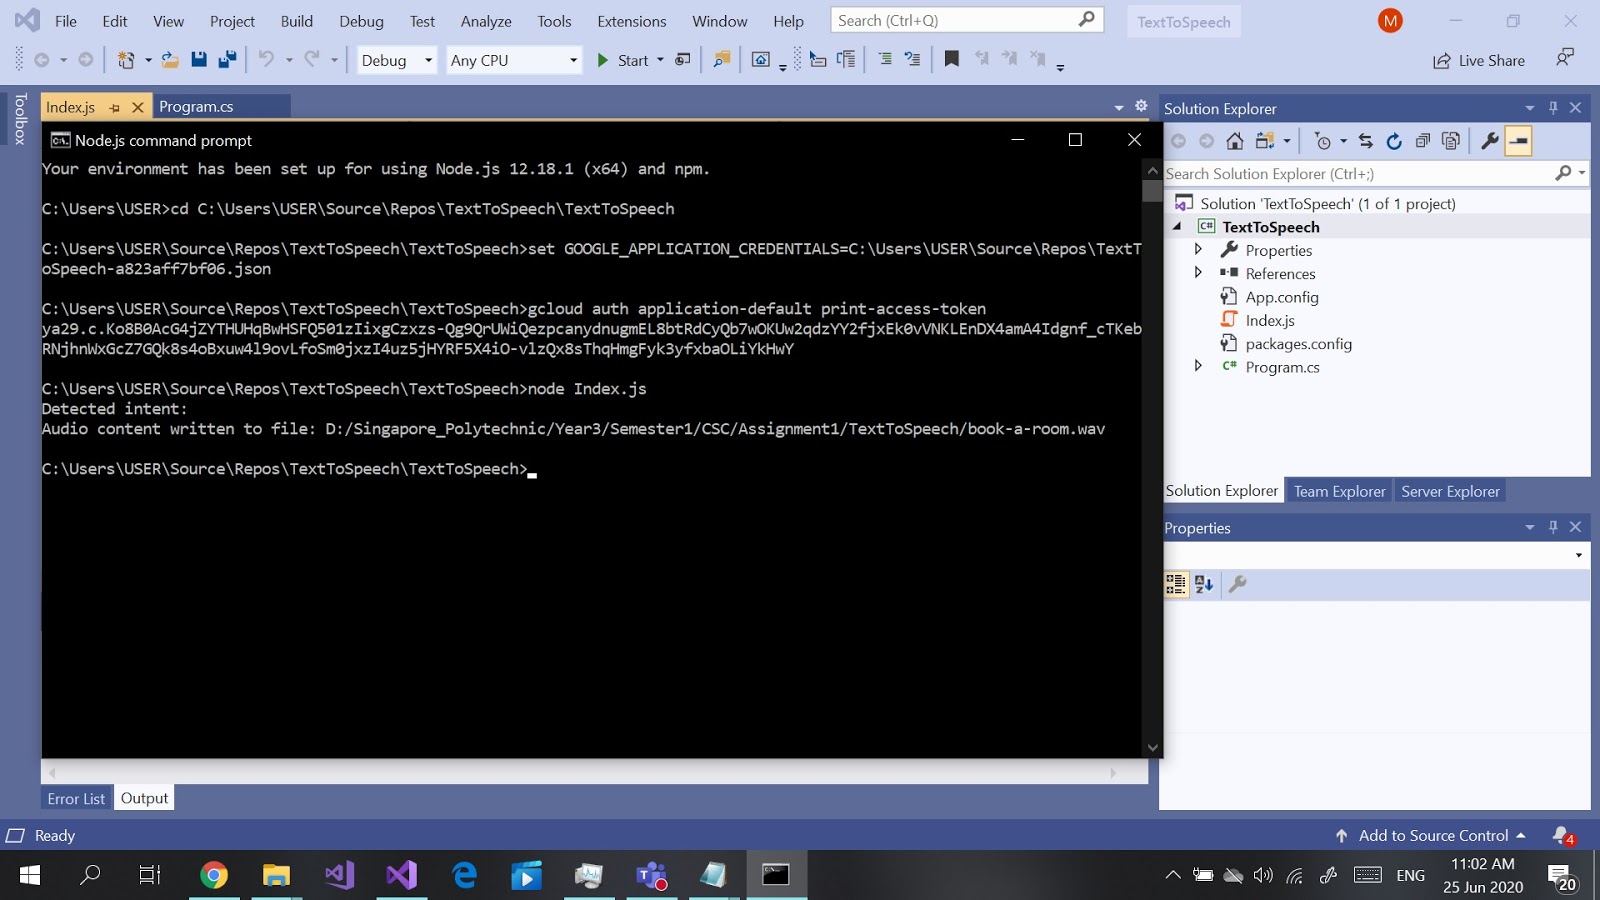 File Edit View Project Build Debug Test Analyze Tools Extensions Window Help Search (Ctrl+Q) TextToSpeech M
Debug Any CPU Start Live Share
Toolbox
Index.js Program.cs
Node.js command prompt
Your environment has been set up for using Node.js 12.18.1 (x64) and npm.
C:\Users\USER>cd C:\Users\USER\Source\Repos\TextToSpeech\TextToSpeech
C:\Users\USER\Source\Repos\TextToSpeech\TextToSpeech>set GOOGLE_APPLICATION_CREDENTIALS=C:\Users\USER\Source\Repos\TextT
oSpeech-a823aff7bf06.json
C:\Users\USER\Source\Repos\TextToSpeech\TextToSpeech>gcloud auth application-default print-access-token
ya29.c.Ko8B0AcG4jZYTHUHqBwHSFQ501zIixgCzxzs-Qg9QrUWiQezpcanydnugmEL8btRdCyQb7wOKUw2qdzYY2fjxEk0vVNKLEnDX4amA4Idgnf_cTKeb
RNjhnWxGcZ7GQk8s4oBxuw4l9ovLfoSm0jxzI4uz5jHYRF5X4iO-vlzQx8sThqHmgFyk3yfxbaOLiYkHwY
C:\Users\USER\Source\Repos\TextToSpeech\TextToSpeech>node Index.js
Detected intent:
Audio content written to file: D:/Singapore_Polytechnic/Year3/Semester1/CSC/Assignment1/TextToSpeech/book-a-room.wav
C:\Users\USER\Source\Repos\TextToSpeech\TextToSpeech>
Solution Explorer
Search Solution Explorer (Ctrl+;)
Solution 'TextToSpeech' (1 of 1 project)
TextToSpeech
Properties
References
App.config
Index.js
packages.config
Program.cs
Solution Explorer Team Explorer Server Explorer
Properties
Error List Output
Ready Add to Source Control 4
ENG 11:02 AM
25 Jun 2020 20